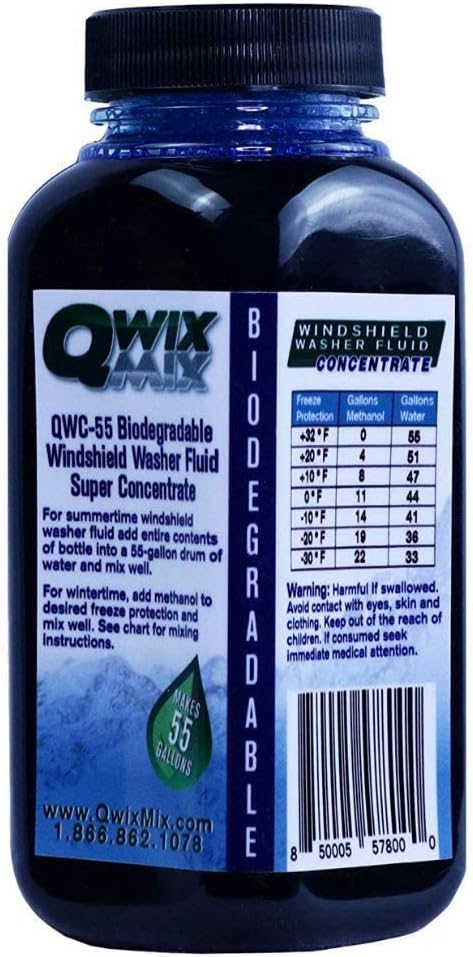 QWIX
MIX
QWC-55 Biodegradable
Windshield Washer Fluid
Super Concentrate
For summertime windshield
washer fluid add entire contents
of bottle into a 55-gallon drum of
water and mix well.
For wintertime, add methanol to
desired freeze protection and
mix well. See chart for mixing
instructions.
MAKES
55
GALLONS
www.QwixMix.com
1.866.862.1078
BIODEGRADABLE
WINDSHIELD
WASHER FLUID
CONCENTRATE
Freeze Protection Gallons Methanol Gallons Water
+32°F 0 55
+20°F 4 51
+10°F 8 47
0°F 11 44
-10°F 14 41
-20°F 19 36
-30°F 22 33
Warning: Harmful if swallowed.
Avoid contact with eyes, skin and
clothing. Keep out of the reach of
children. If consumed seek
immediate medical attention.
8 50005 57800 0